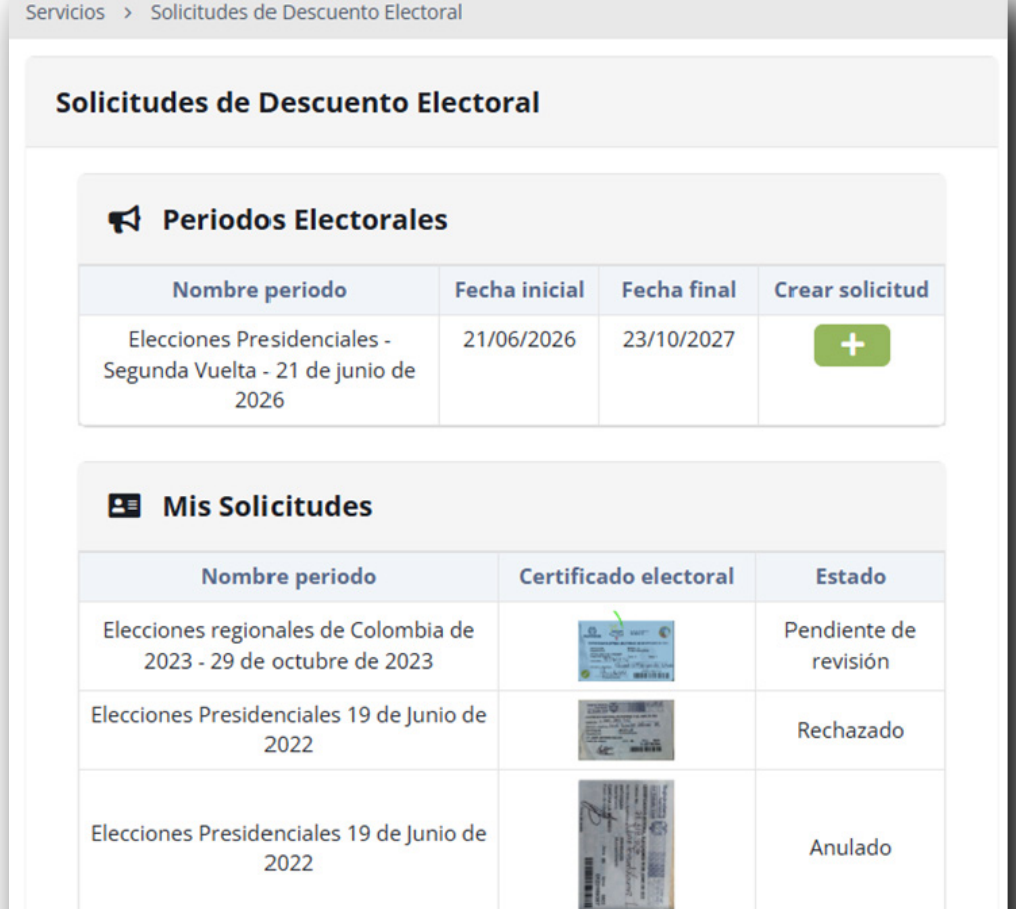 Servicios > Solicitudes de Descuento Electoral
Solicitudes de Descuento Electoral
Periodos Electorales
Nombre periodo Fecha inicial Fecha final Crear solicitud
Elecciones Presidenciales - 21/06/2026 23/10/2027
Segunda Vuelta - 21 de junio de
2026
Mis Solicitudes
Nombre periodo Certificado electoral Estado
Elecciones regionales de Colombia de
2023 - 29 de octubre de 2023
Pendiente de
revisión
Elecciones Presidenciales 19 de Junio de
2022
Rechazado
Elecciones Presidenciales 19 de Junio de
2022
Anulado